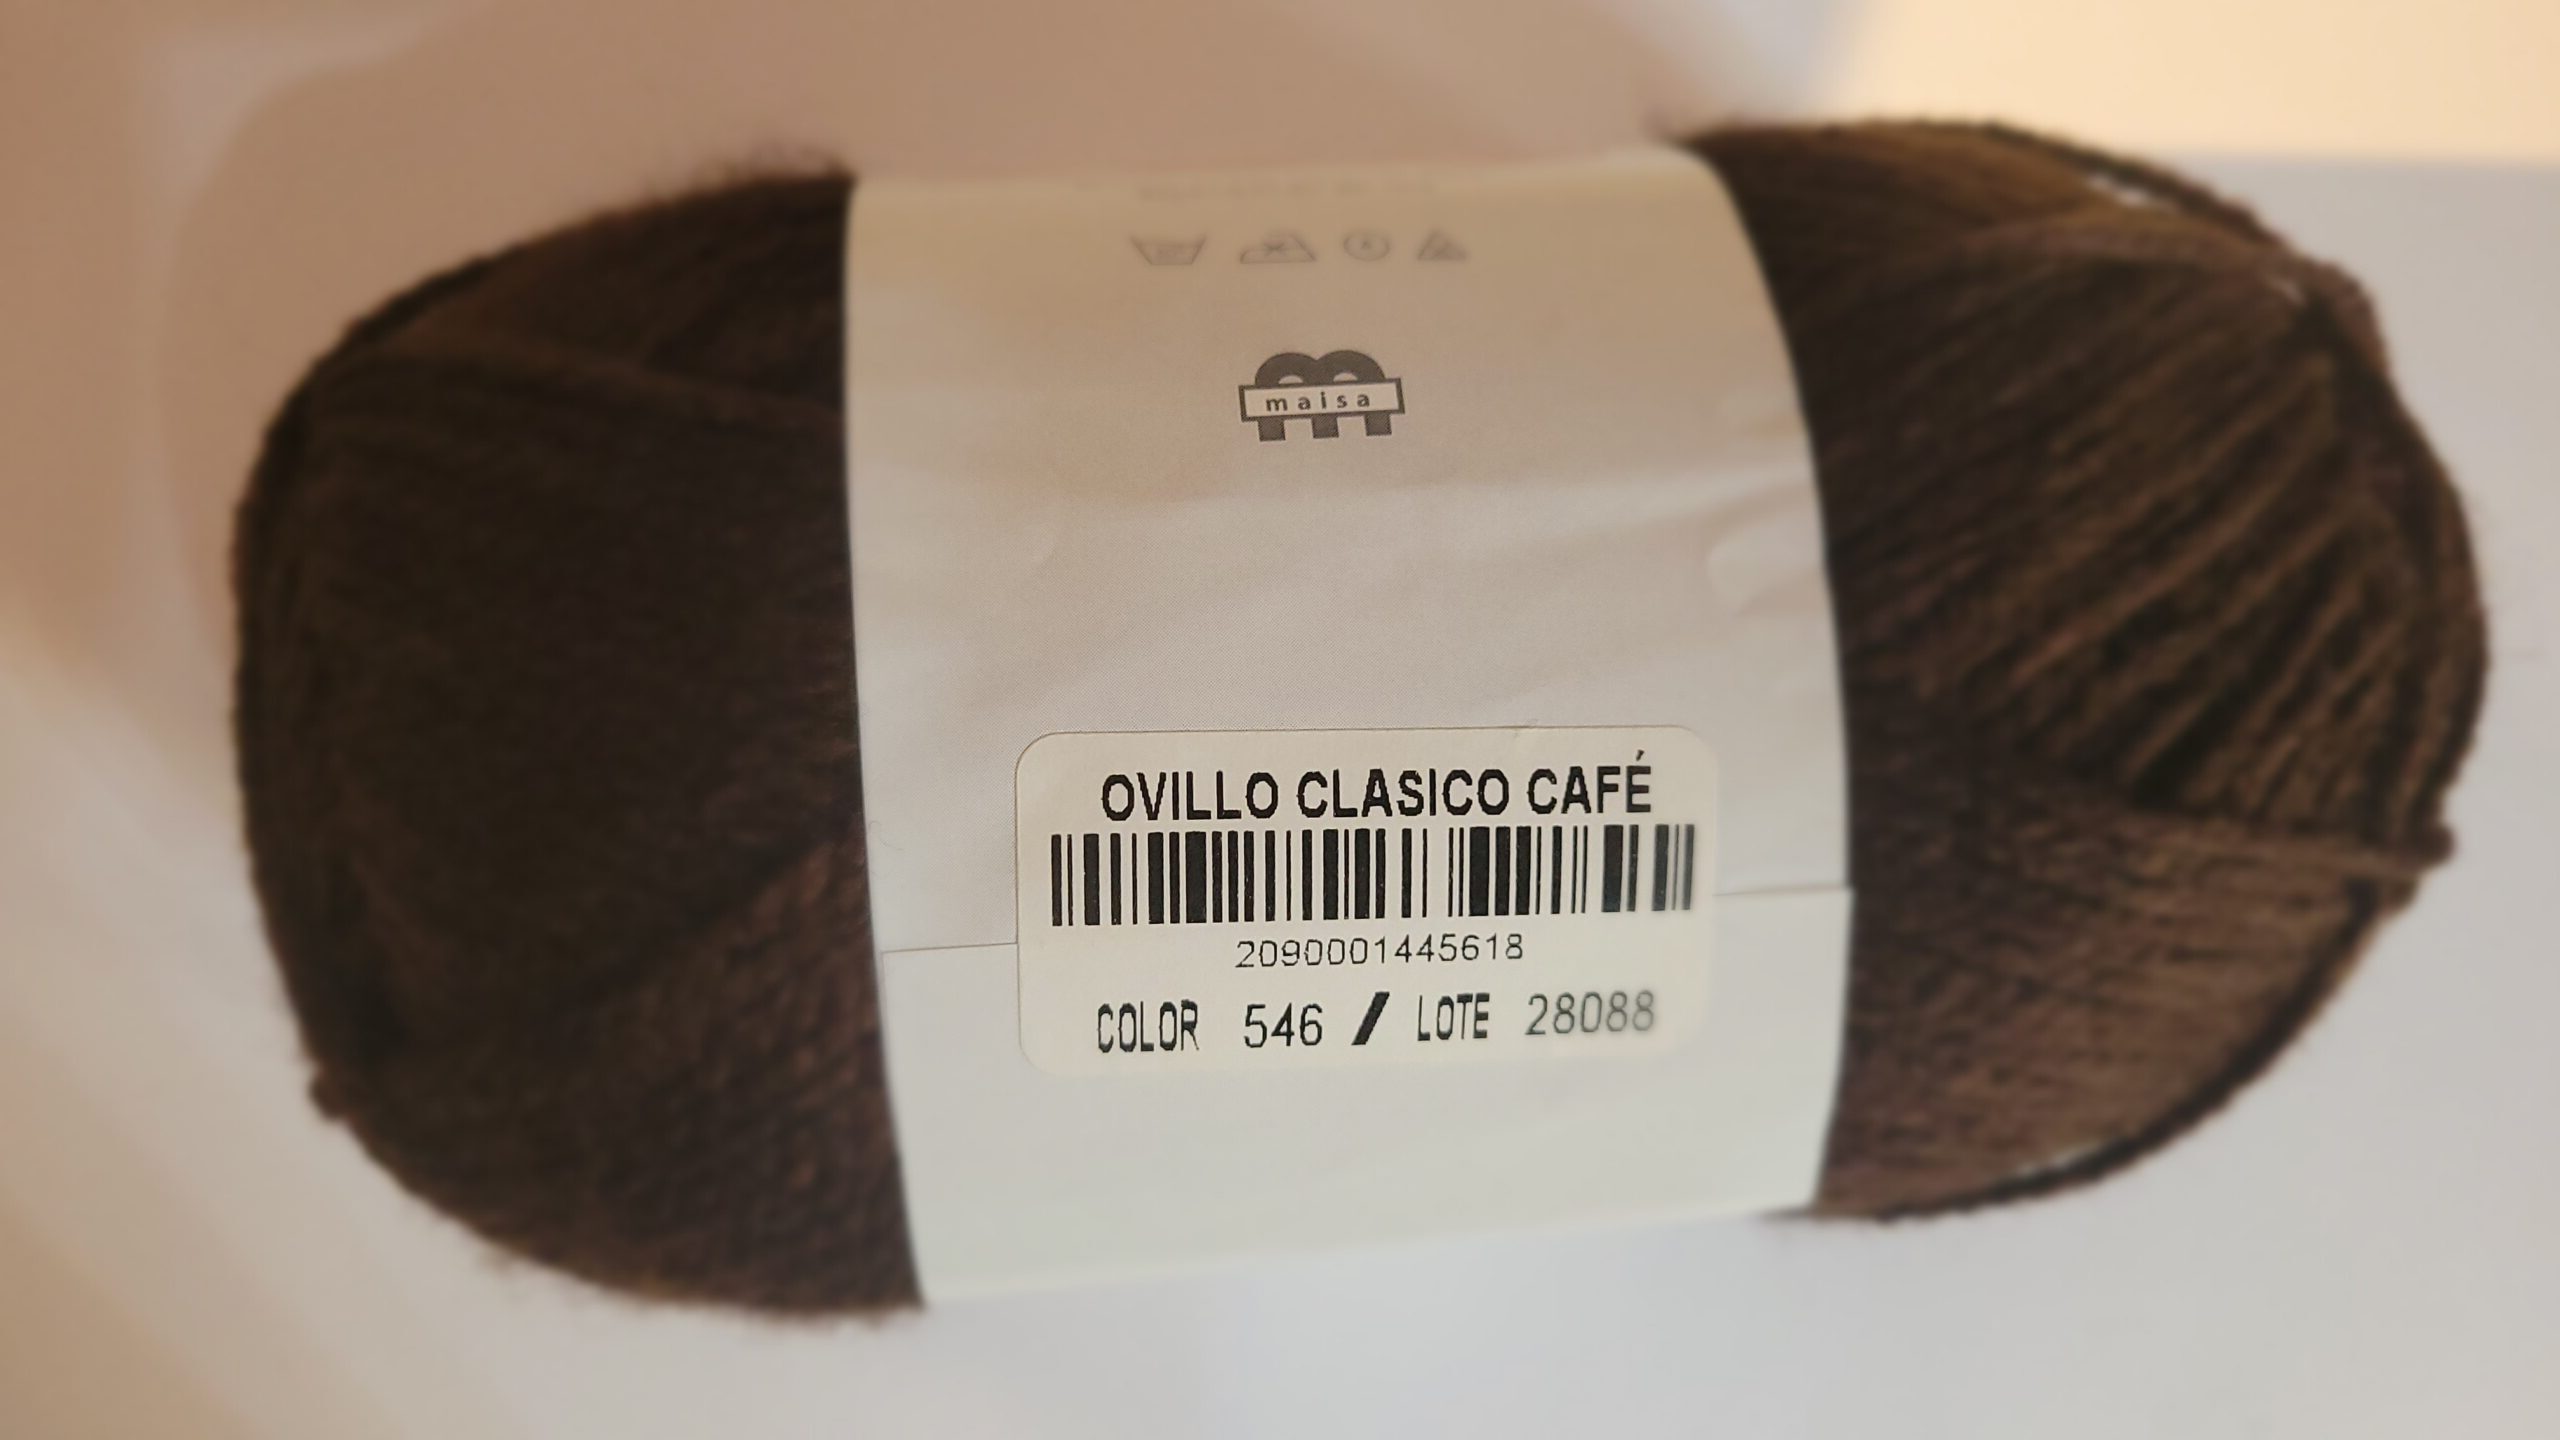 maisa
OVILLO CLASICO CAFÉ
2090001445618
COLOR 546 / LOTE 28088